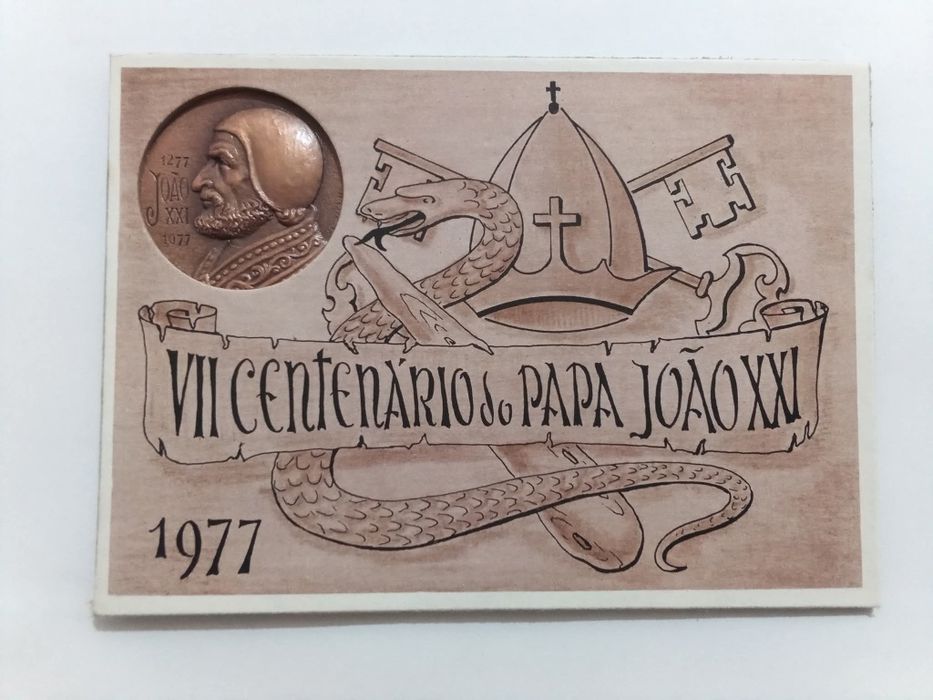 1277
JOÃO
XXI
1977
VII CENTENÁRIO do PAPA JOÃO XXI
1977